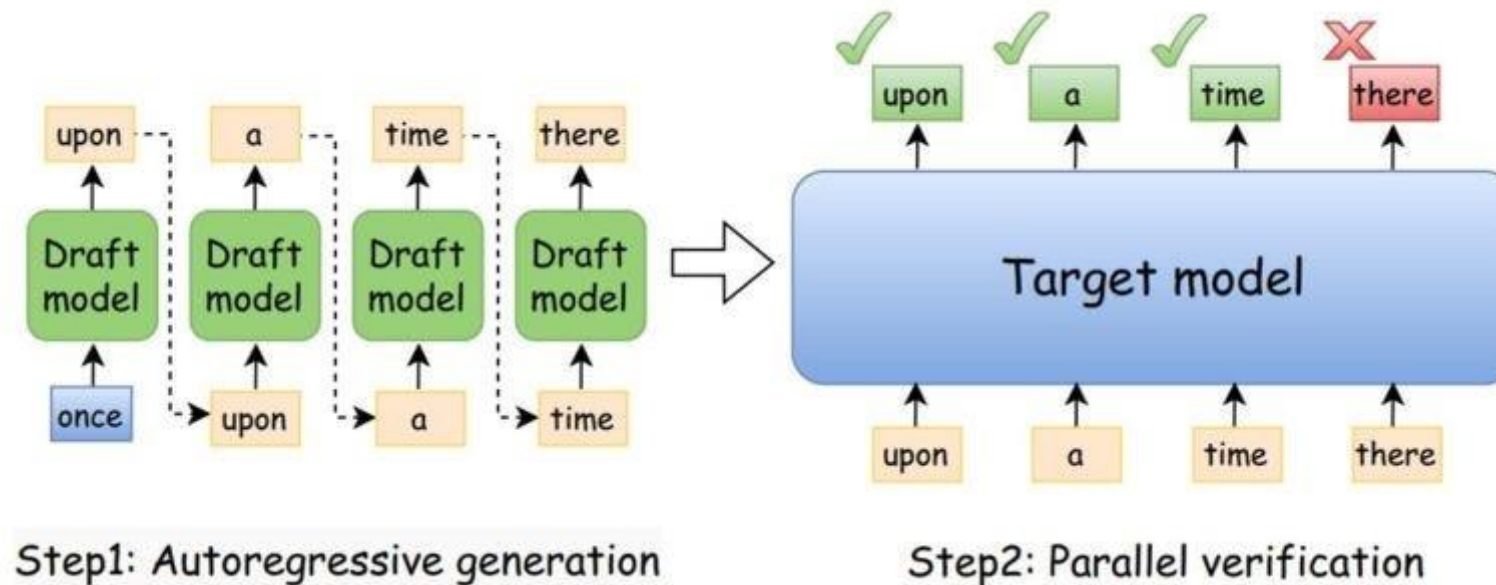 upon a time there
upon a time there
Draft model Draft model Draft model Draft model
Target model
once upon a time
upon a time there
Step1: Autoregressive generation
Step2: Parallel verification